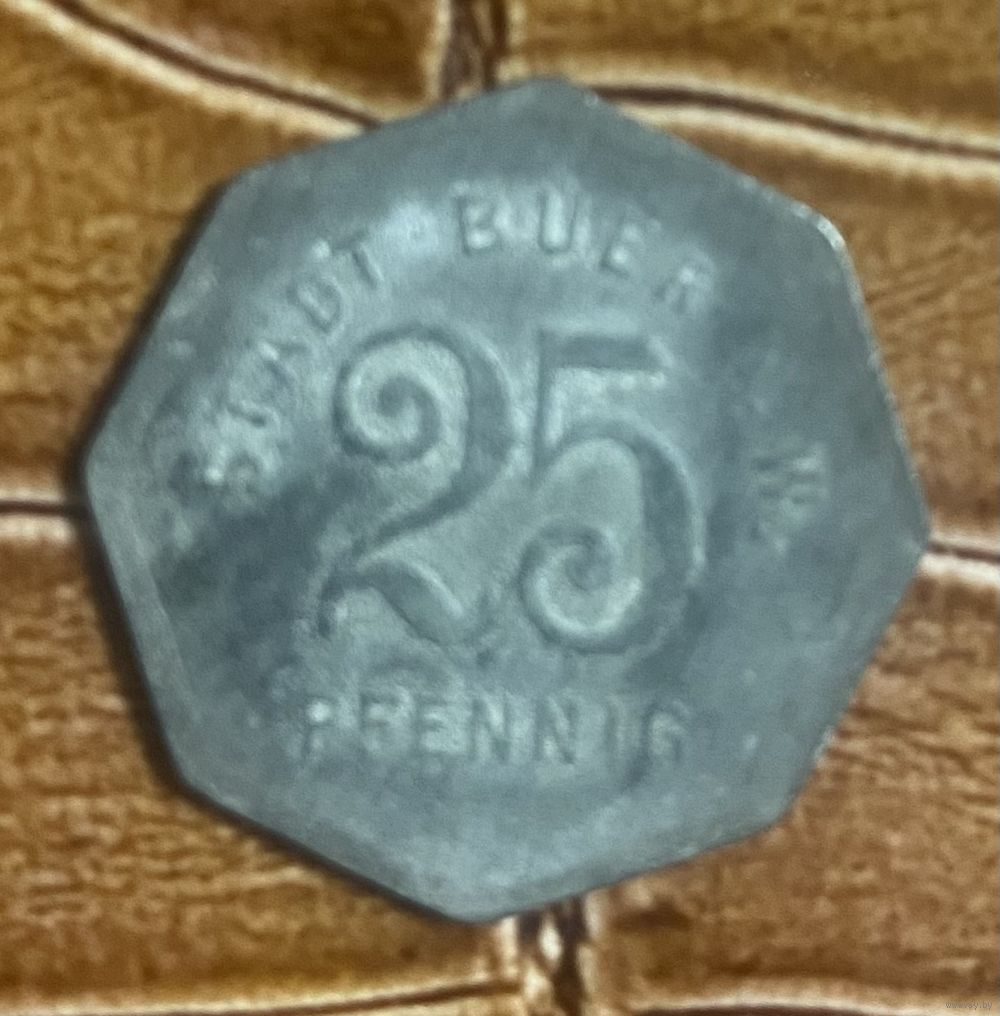 STADT BUER W.
25
PFENNIG